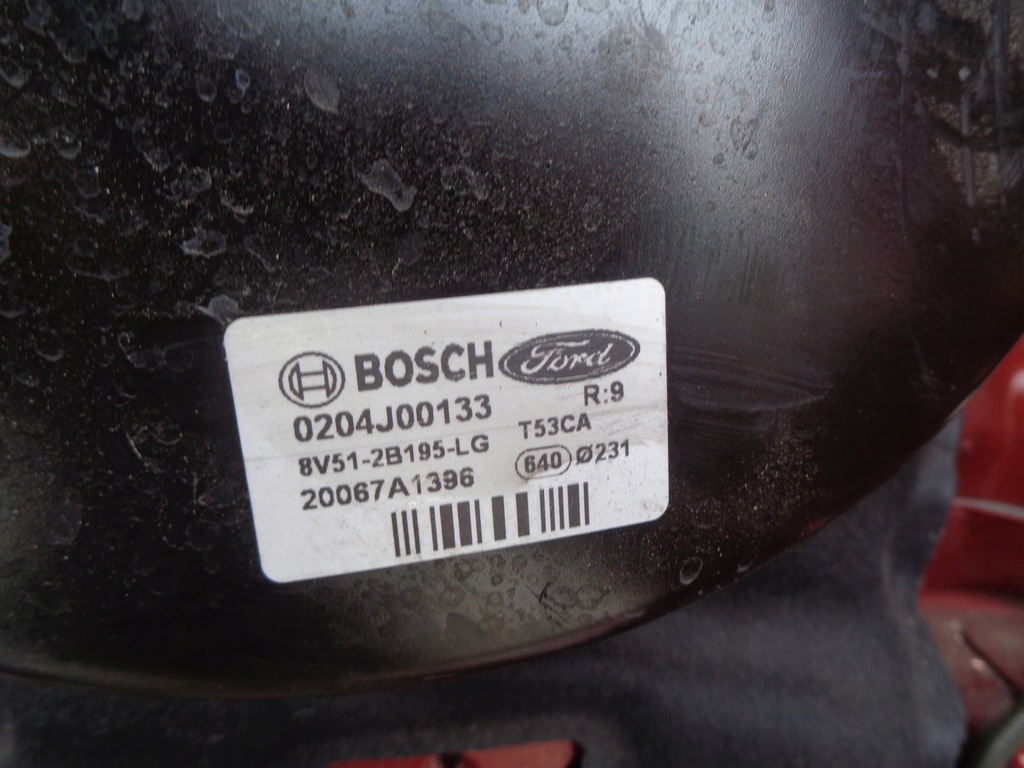 BOSCH Ford
0204J00133 R:9
8V51-2B195-LG T53CA
20067A1396 640 Ø231